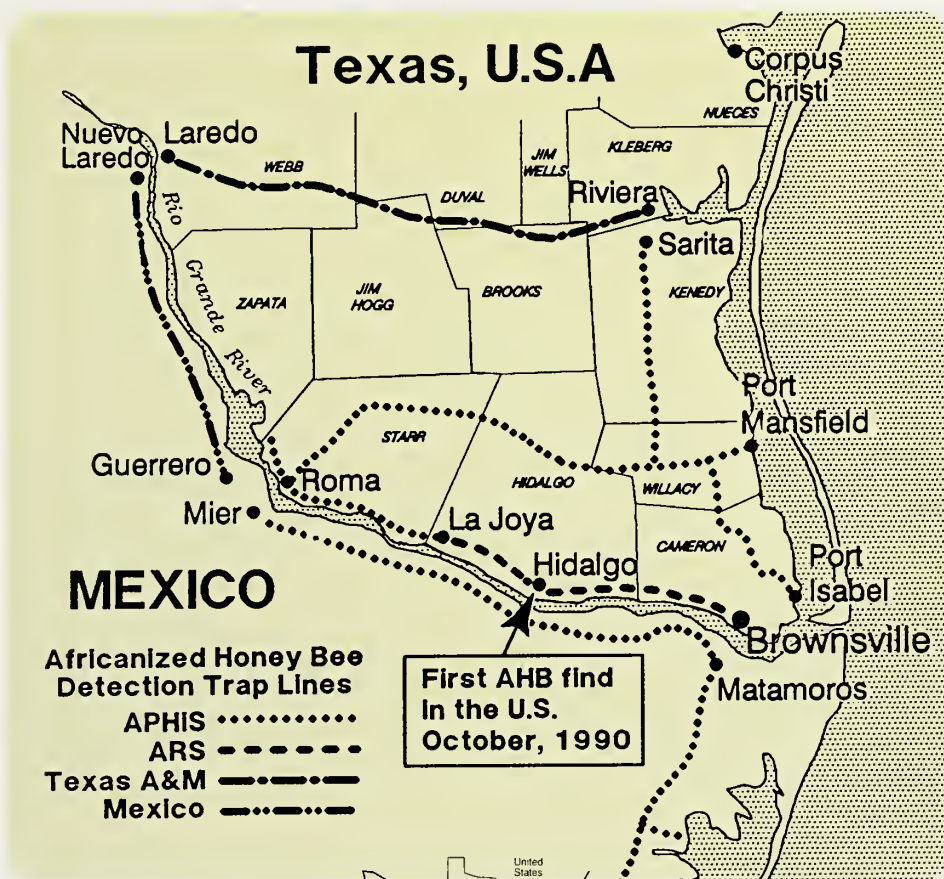 Texas, U.S.A
Corpus
Christi
NUECES
Nuevo
Laredo
Laredo
WEBB
JIM
WELLS
KLEBERG
DUVAL
Riviera
Rio
Grande
River
Sarita
ZAPATA
JIM
HOGG
BROOKS
KENEDY
Port
Mansfield
STARR
Guerrero
Roma
HIDALGO
WILLACY
Mier
La Joya
CAMERON
Hidalgo
Port
Isabel
MEXICO
Brownsville
Africanized Honey Bee
Detection Trap Lines
APHIS
ARS
Texas A&M
Mexico
First AHB find
in the U.S.
October, 1990
Matamoros
United
States